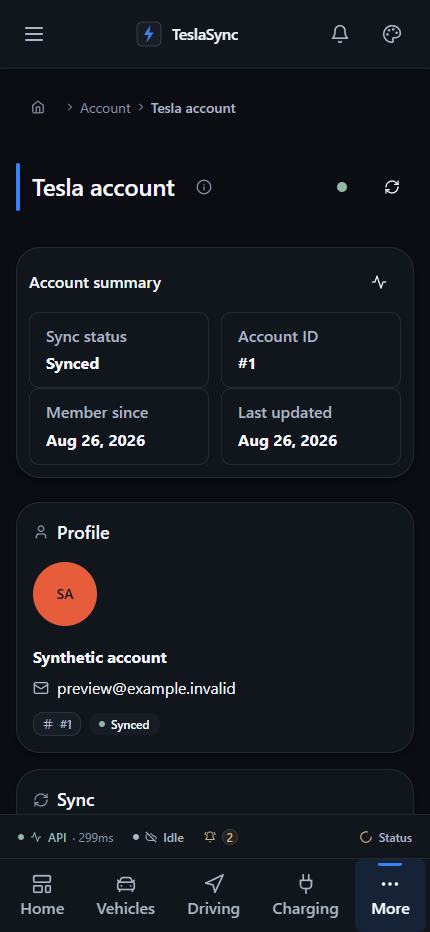 TeslaSync
Account > Tesla account
Tesla account
Account summary
Sync status
Synced
Account ID
#1
Member since
Aug 26, 2026
Last updated
Aug 26, 2026
Profile
SA
Synthetic account
preview@example.invalid
# #1
Synced
Sync
API · 299ms
Idle
2
Status
Home
Vehicles
Driving
Charging
More